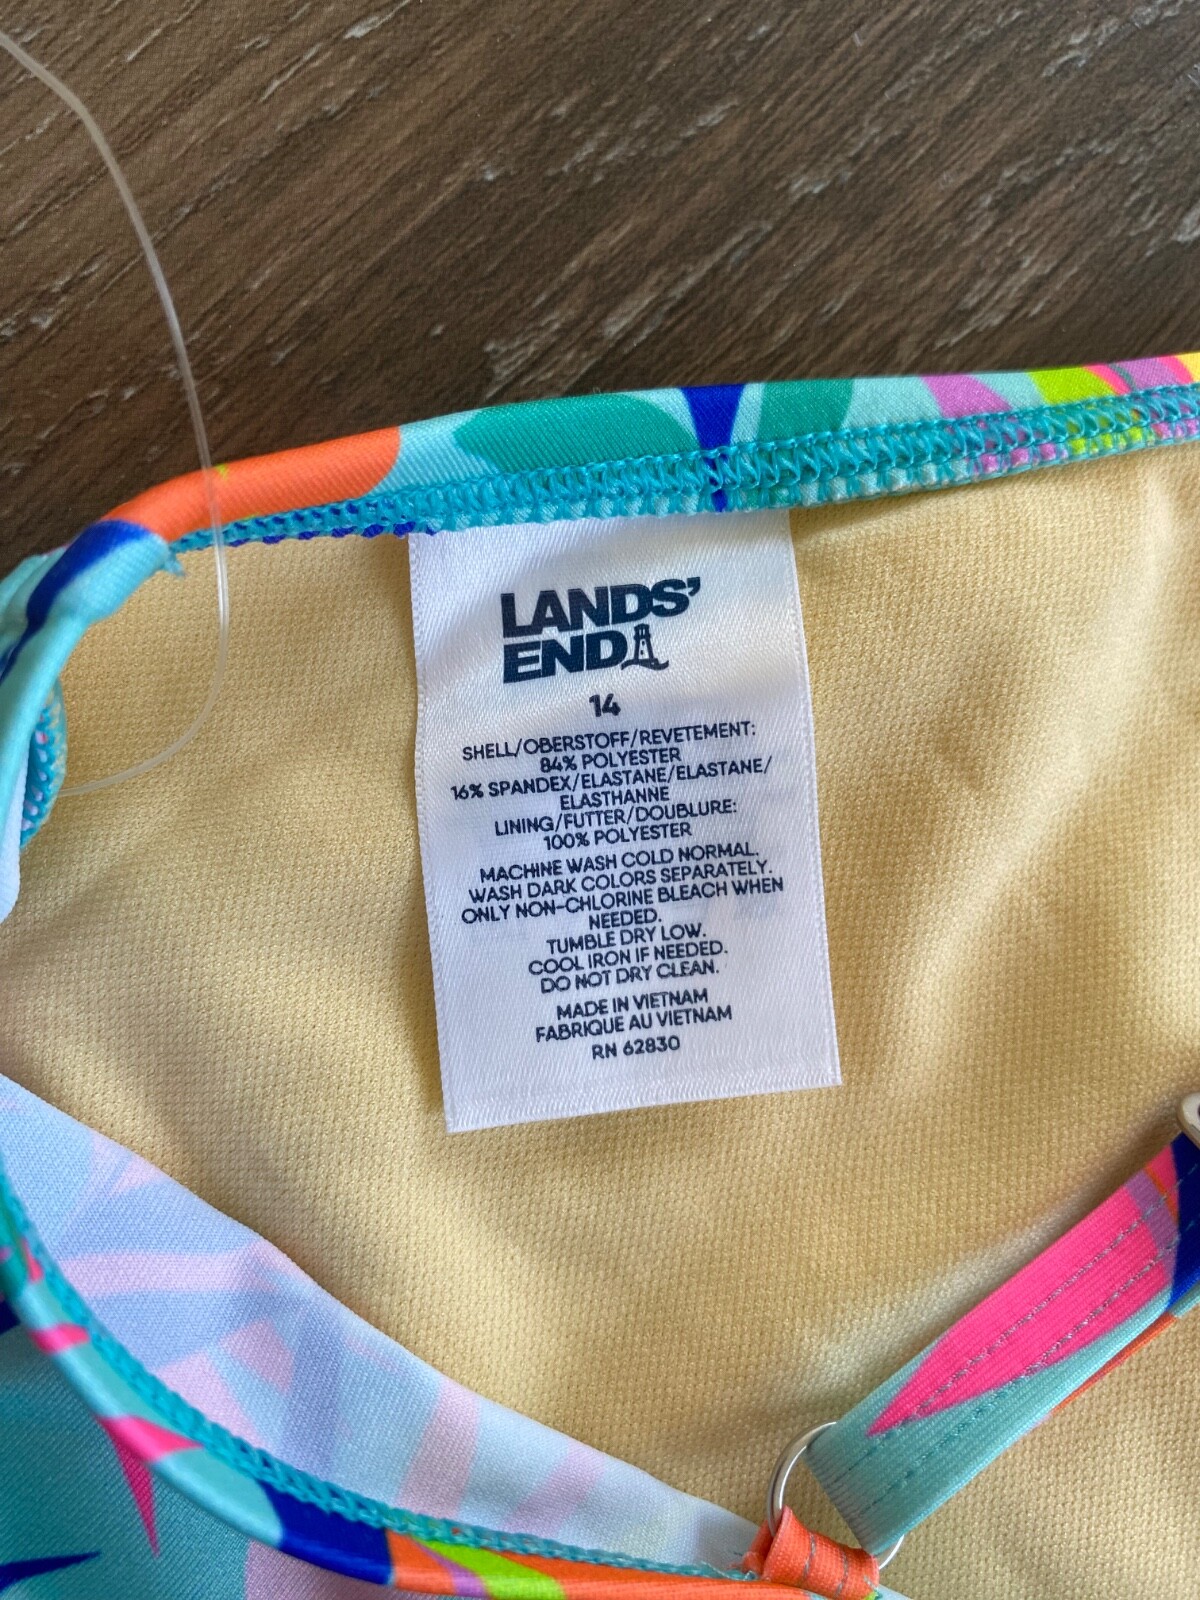 LANDS'
END
14
SHELL/OBERSTOFF/REVETEMENT:
84% POLYESTER
16% SPANDEX/ELASTANE/ELASTANE/
ELASTHANNE
LINING/FUTTER/DOUBLURE:
100% POLYESTER
MACHINE WASH COLD NORMAL.
WASH DARK COLORS SEPARATELY.
ONLY NON-CHLORINE BLEACH WHEN
NEEDED.
TUMBLE DRY LOW.
COOL IRON IF NEEDED.
DO NOT DRY CLEAN.
MADE IN VIETNAM
FABRIQUE AU VIETNAM
RN 62830